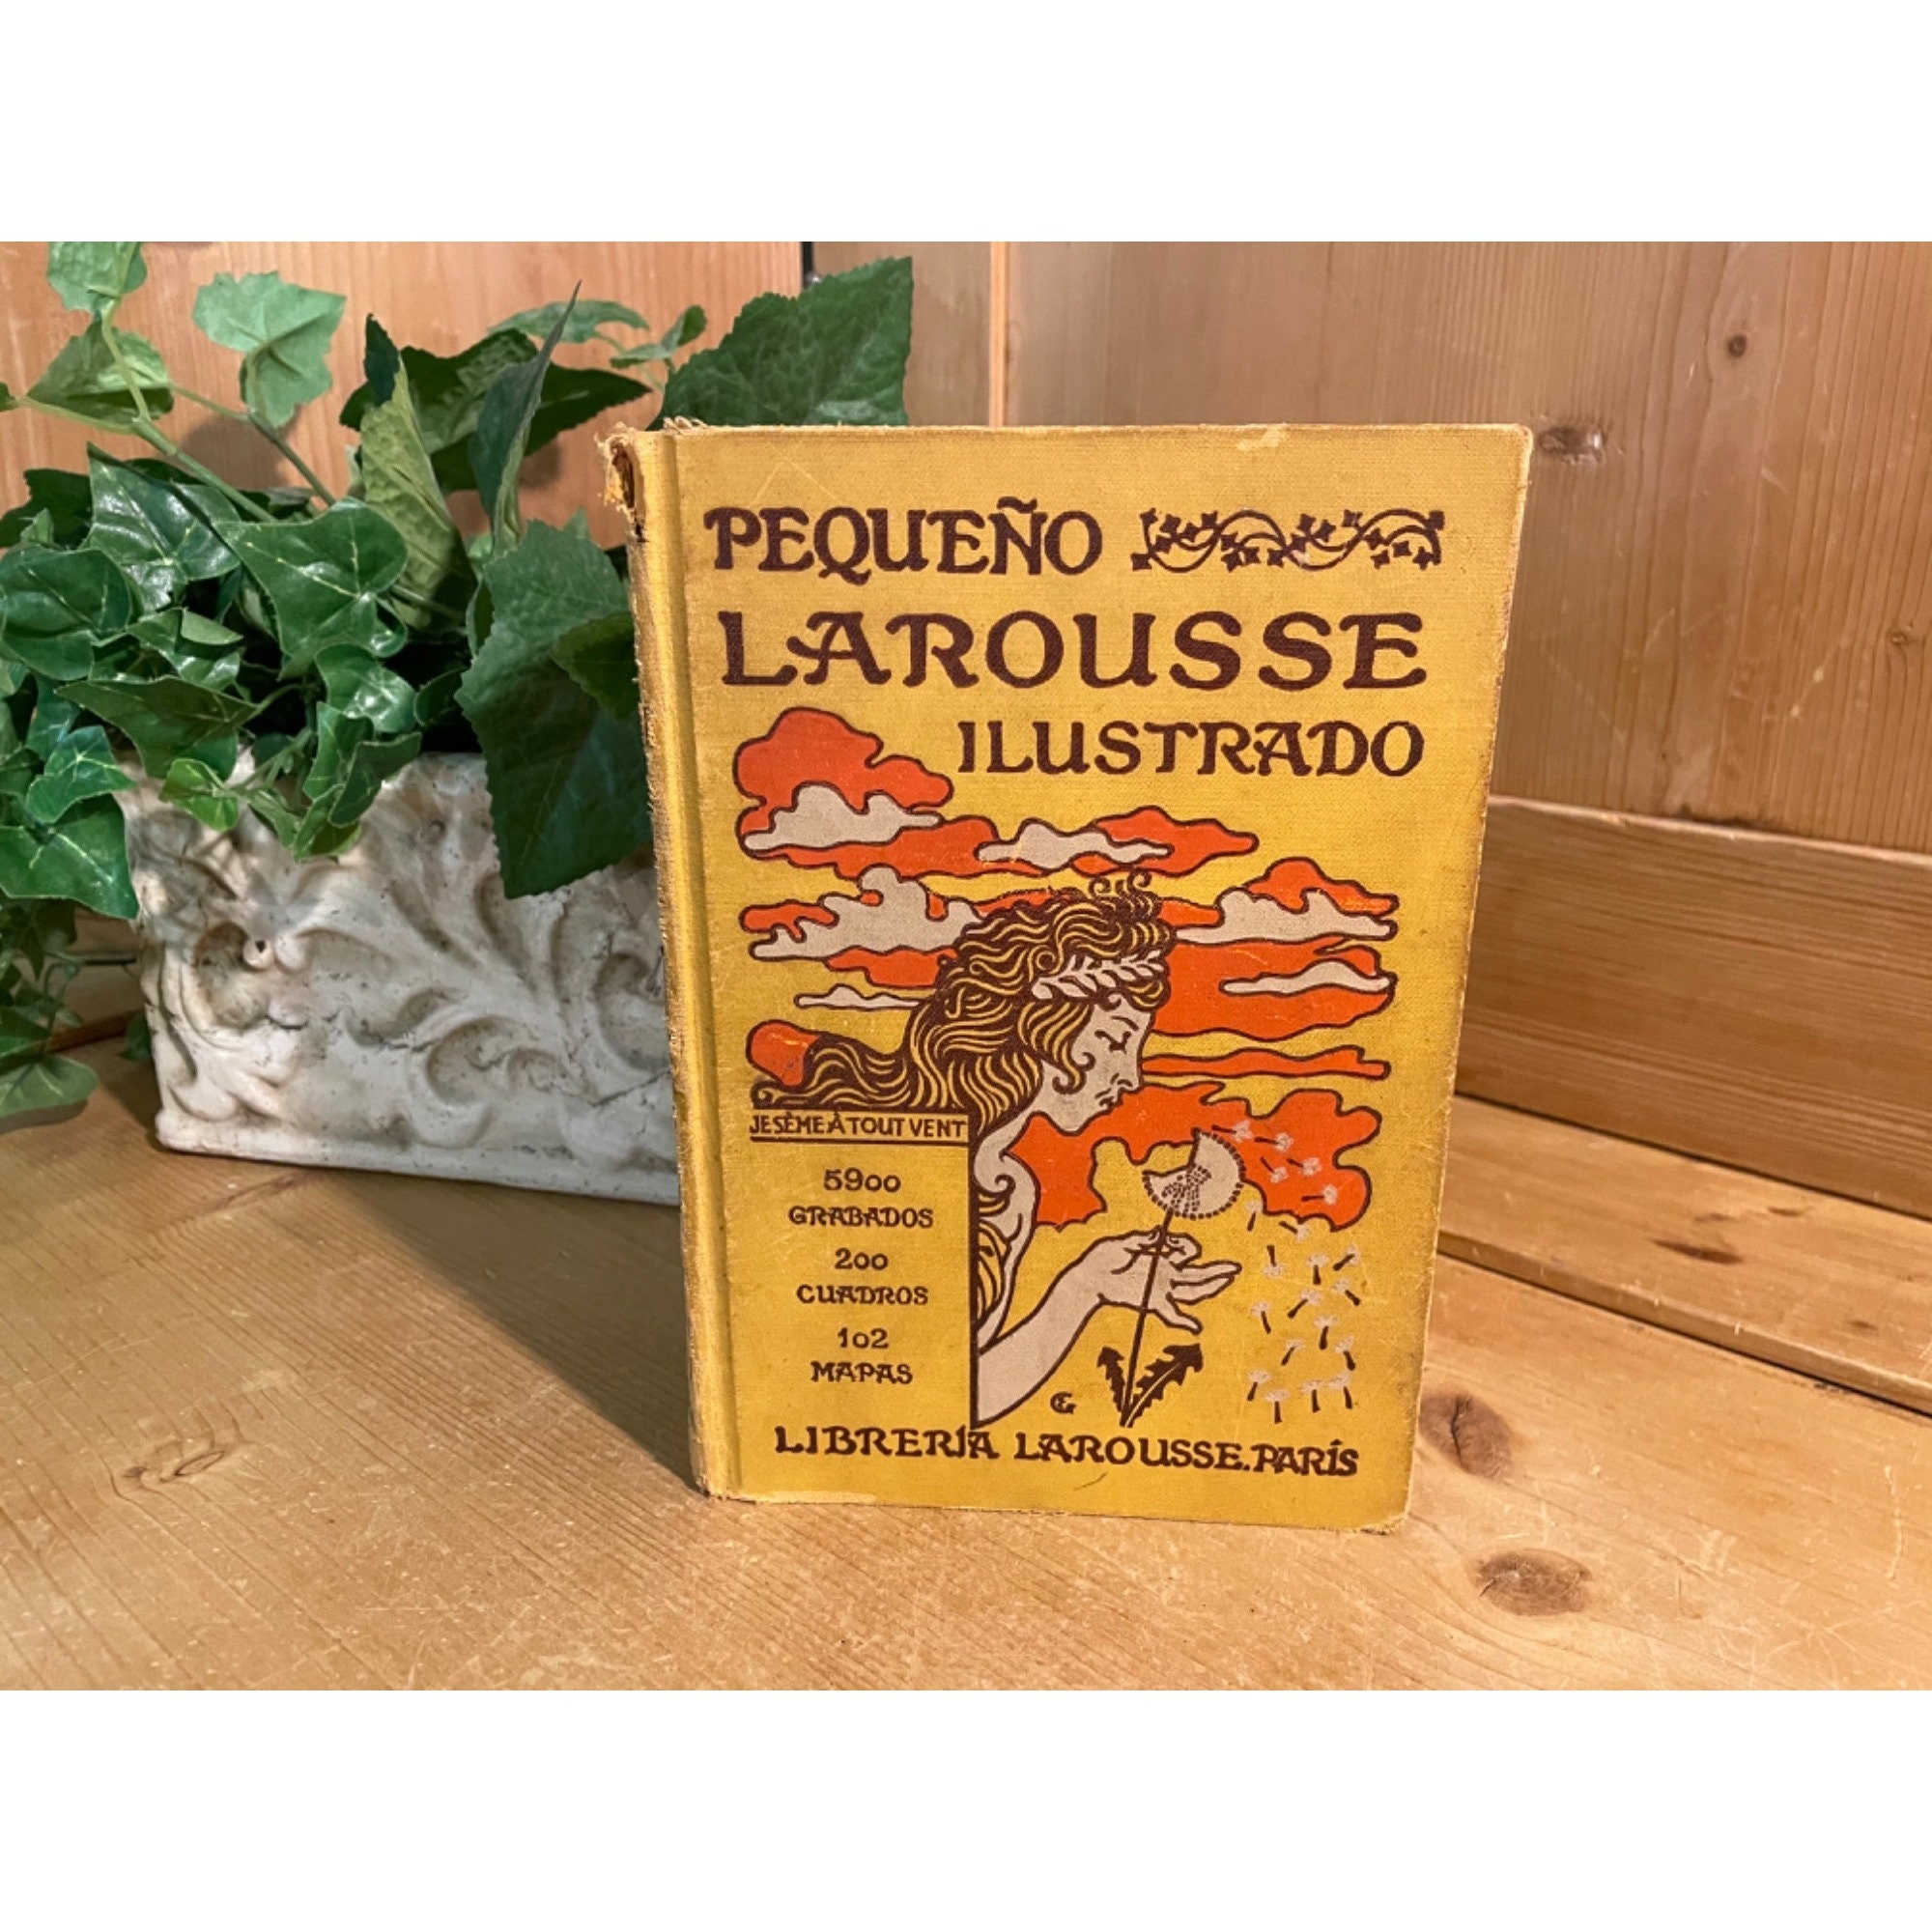 PEQUEÑO
LAROUSSE
ILUSTRADO
JE SÈME À TOUT VENT
5900
GRABADOS
200
CUADROS
102
MAPAS
LIBRERÍA LAROUSSE. PARÍS